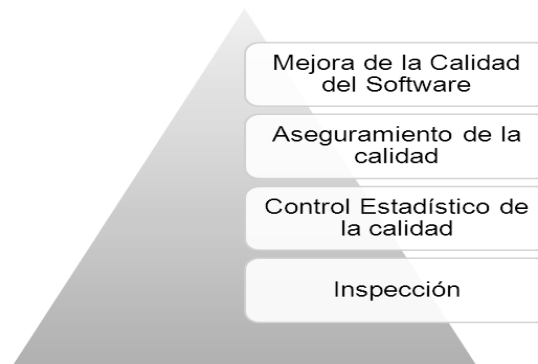 Mejora de la Calidad
del Software
Aseguramiento de la
calidad
Control Estadístico de
la calidad
Inspección